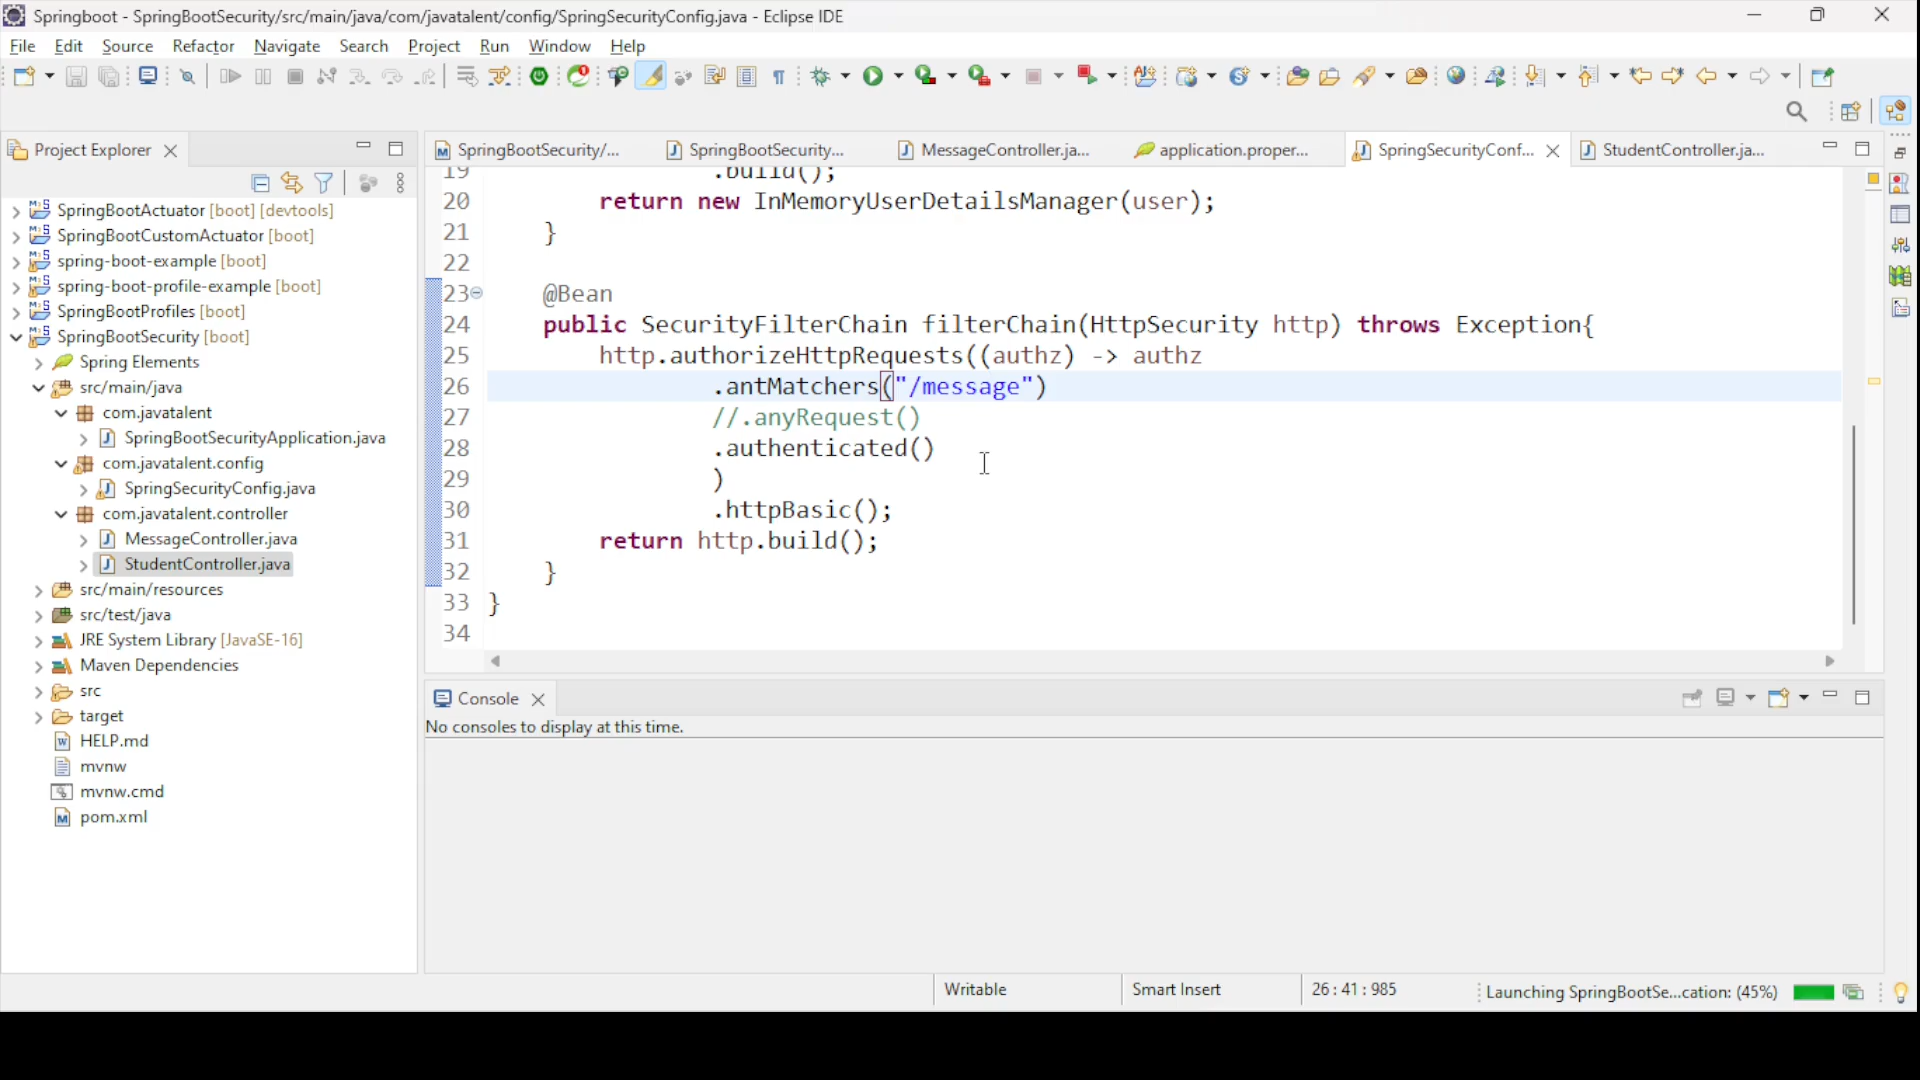 Springboot - SpringBootSecurity/src/main/java/com/javatalent/config/SpringSecurityConfig.java - Eclipse IDE
File Edit Source Refactor Navigate Search Project Run Window Help
Project Explorer
SpringBootSecurity/... SpringBootSecurity... MessageController.ja... application.proper... SpringSecurityConf... StudentController.ja...
SpringBootActuator [boot] [devtools]
SpringBootCustomActuator [boot]
spring-boot-example [boot]
spring-boot-profile-example [boot]
SpringBootProfiles [boot]
SpringBootSecurity [boot]
Spring Elements
src/main/java
com.javatalent
SpringBootSecurityApplication.java
com.javatalent.config
SpringSecurityConfig.java
com.javatalent.controller
MessageController.java
StudentController.java
src/main/resources
src/test/java
JRE System Library [JavaSE-16]
Maven Dependencies
src
target
HELP.md
mvnw
mvnw.cmd
pom.xml
19 .build();
20 return new InMemoryUserDetailsManager(user);
21 }
22
23 @Bean
24 public SecurityFilterChain filterChain(HttpSecurity http) throws Exception{
25 http.authorizeHttpRequests((authz) -> authz
26 .antMatchers("/message")
27 //.anyRequest()
28 .authenticated()
29 )
30 .httpBasic();
31 return http.build();
32 }
33 }
34
Console
No consoles to display at this time.
Writable Smart Insert 26 : 41 : 985 Launching SpringBootSe...cation: (45%)